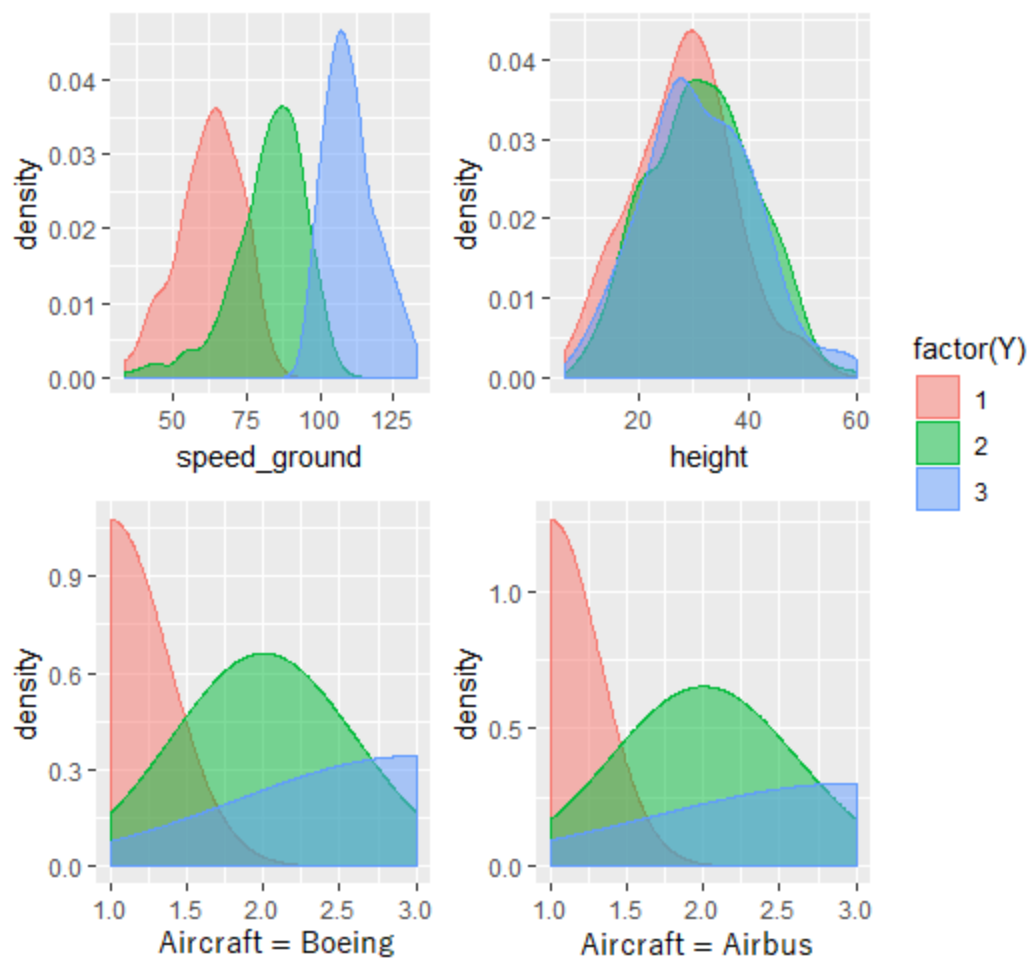 density
0.04
0.03
0.02
0.01
0.00
50 75 100 125
speed_ground
density
0.04
0.03
0.02
0.01
0.00
20 40 60
height
factor(Y)
1
2
3
density
0.9
0.6
0.3
0.0
1.0 1.5 2.0 2.5 3.0
Aircraft = Boeing
density
1.0
0.5
0.0
1.0 1.5 2.0 2.5 3.0
Aircraft = Airbus